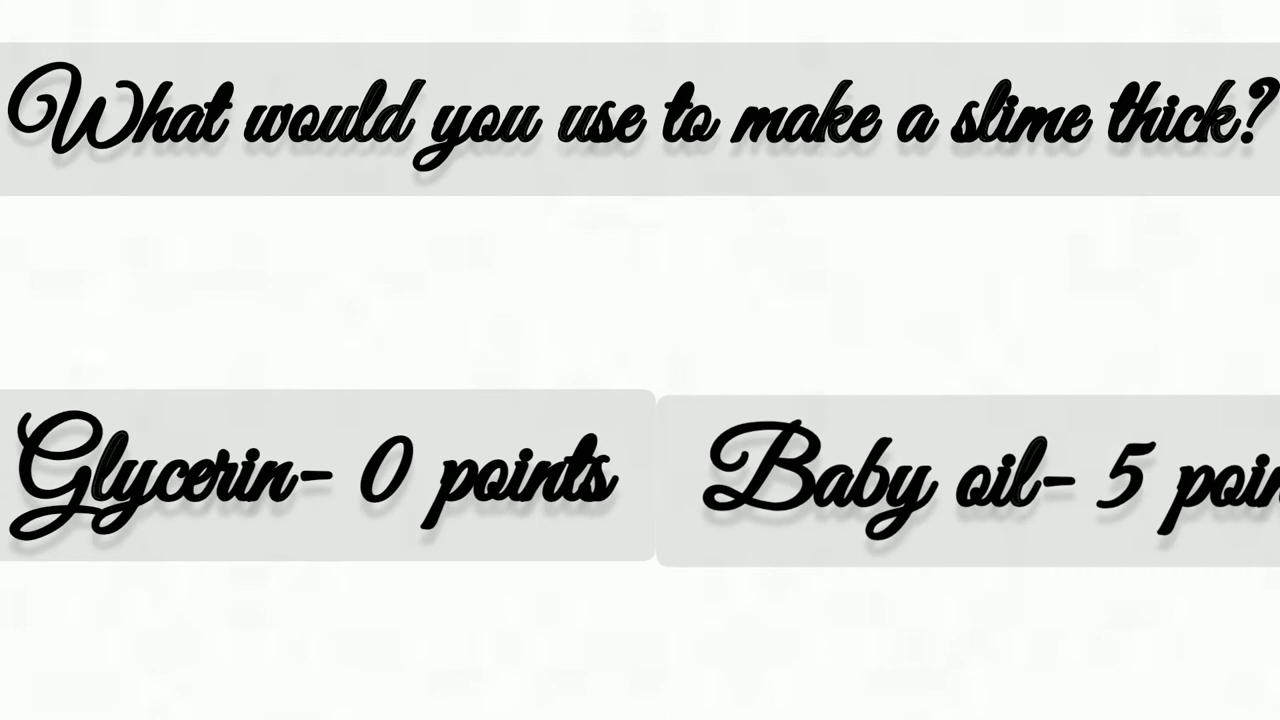 What would you use to make a slime thick?
Glycerin- 0 points
Baby oil- 5